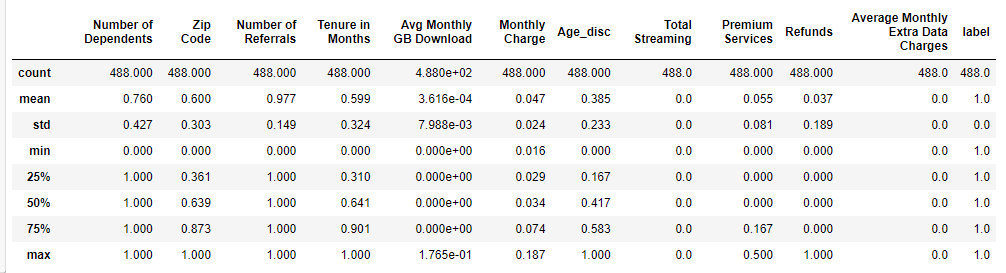 Number of Dependents Zip Code Number of Referrals Tenure in Months Avg Monthly GB Download Monthly Charge Age_disc Total Streaming Premium Services Refunds Average Monthly Extra Data Charges label
count 488.000 488.000 488.000 488.000 4.880e+02 488.000 488.000 488.0 488.000 488.000 488.0 488.0
mean 0.760 0.600 0.977 0.599 3.616e-04 0.047 0.385 0.0 0.055 0.037 0.0 1.0
std 0.427 0.303 0.149 0.324 7.988e-03 0.024 0.233 0.0 0.081 0.189 0.0 0.0
min 0.000 0.000 0.000 0.000 0.000e+00 0.016 0.000 0.0 0.000 0.000 0.0 1.0
25% 1.000 0.361 1.000 0.310 0.000e+00 0.029 0.167 0.0 0.000 0.000 0.0 1.0
50% 1.000 0.639 1.000 0.641 0.000e+00 0.034 0.417 0.0 0.000 0.000 0.0 1.0
75% 1.000 0.873 1.000 0.901 0.000e+00 0.074 0.583 0.0 0.167 0.000 0.0 1.0
max 1.000 1.000 1.000 1.000 1.765e-01 0.187 1.000 0.0 0.500 1.000 0.0 1.0